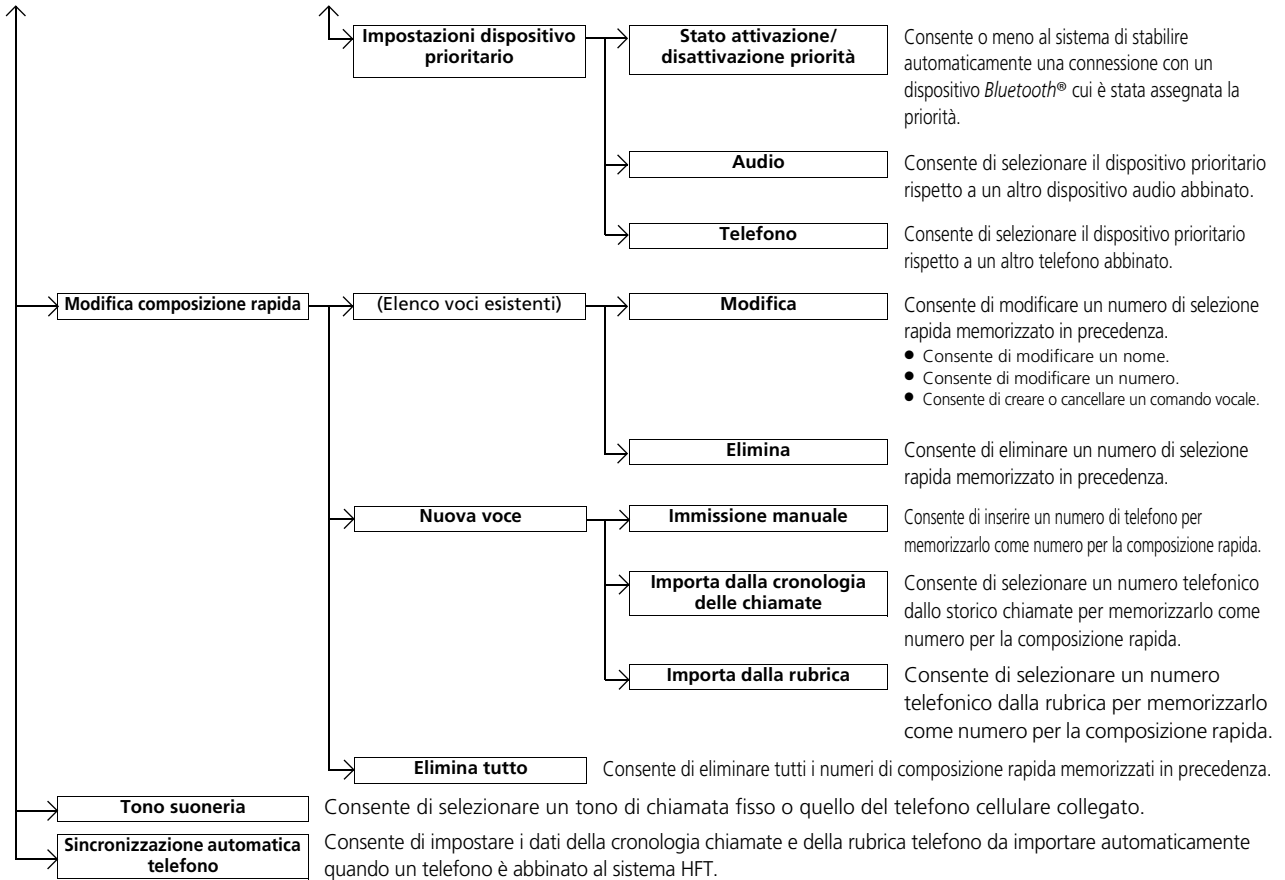 Impostazioni dispositivo
prioritario
Stato attivazione/
disattivazione priorità
Consente o meno al sistema di stabilire
automaticamente una connessione con un
dispositivo Bluetooth® cui è stata assegnata la
priorità.
Audio
Consente di selezionare il dispositivo prioritario
rispetto a un altro dispositivo audio abbinato.
Telefono
Consente di selezionare il dispositivo prioritario
rispetto a un altro telefono abbinato.
Modifica composizione rapida
(Elenco voci esistenti)
Modifica
Consente di modificare un numero di selezione
rapida memorizzato in precedenza.
● Consente di modificare un nome.
● Consente di modificare un numero.
● Consente di creare o cancellare un comando vocale.
Elimina
Consente di eliminare un numero di selezione
rapida memorizzato in precedenza.
Nuova voce
Immissione manuale
Consente di inserire un numero di telefono per
memorizzarlo come numero per la composizione rapida.
Importa dalla cronologia
delle chiamate
Consente di selezionare un numero telefonico
dallo storico chiamate per memorizzarlo come
numero per la composizione rapida.
Importa dalla rubrica
Consente di selezionare un numero
telefonico dalla rubrica per memorizzarlo
come numero per la composizione rapida.
Elimina tutto
Consente di eliminare tutti i numeri di composizione rapida memorizzati in precedenza.
Tono suoneria
Consente di selezionare un tono di chiamata fisso o quello del telefono cellulare collegato.
Sincronizzazione automatica
telefono
Consente di impostare i dati della cronologia chiamate e della rubrica telefono da importare automaticamente
quando un telefono è abbinato al sistema HFT.